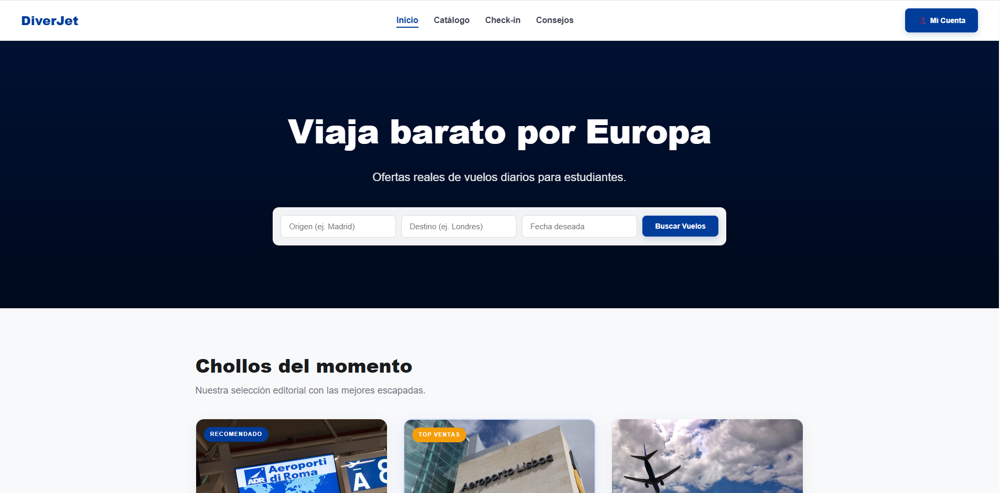 DiverJet
Inicio
Catálogo
Check-in
Consejos
Mi Cuenta
Viaja barato por Europa
Ofertas reales de vuelos diarios para estudiantes.
Origen (ej. Madrid)
Destino (ej. Londres)
Fecha deseada
Buscar Vuelos
Chollos del momento
Nuestra selección editorial con las mejores escapadas.
RECOMENDADO
Aeroporti
di Roma
ADR
A
TOP VENTAS
Aeroporto Lisboa